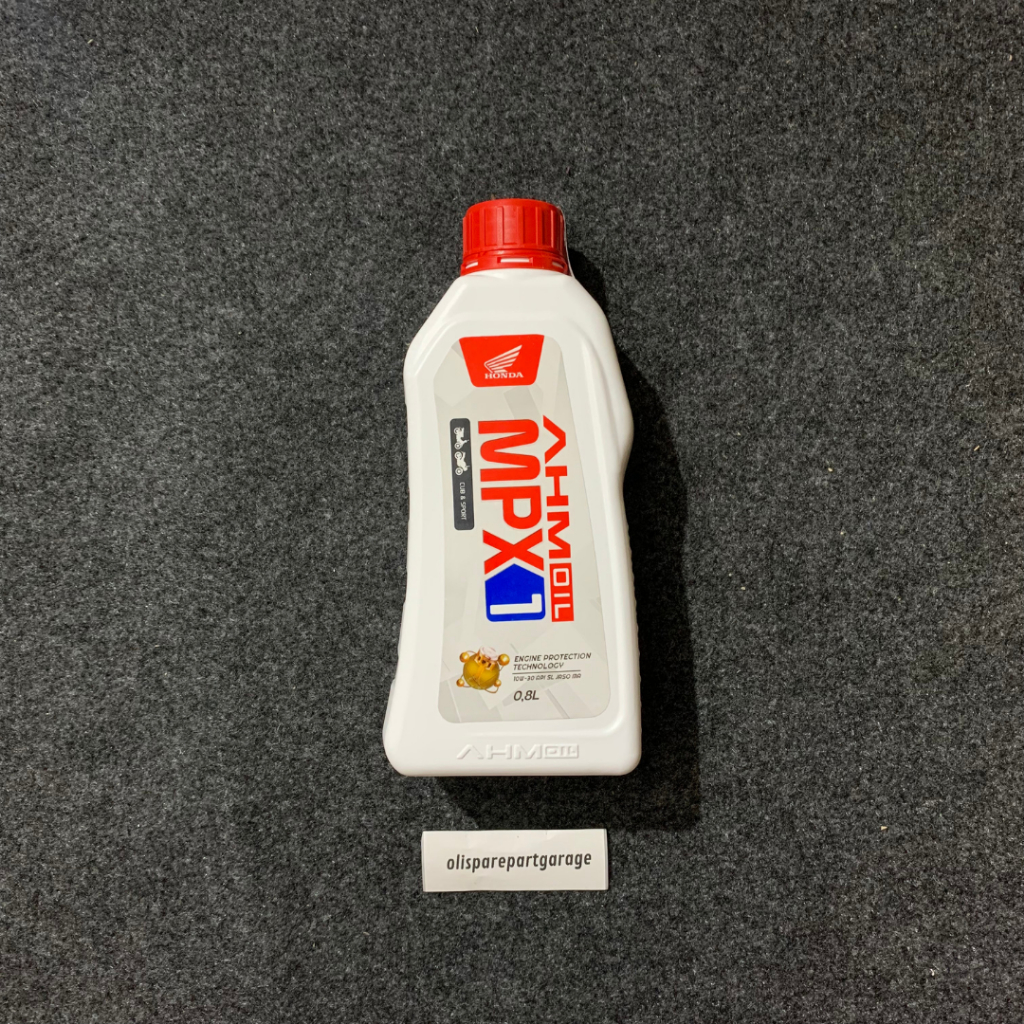 HONDA
AHM OIL
MPX 1
CUB & SPORT
ENGINE PROTECTION
TECHNOLOGY
10W-30 API SL JASO MA
0,8L
AHM OIL
olisparepartgarage